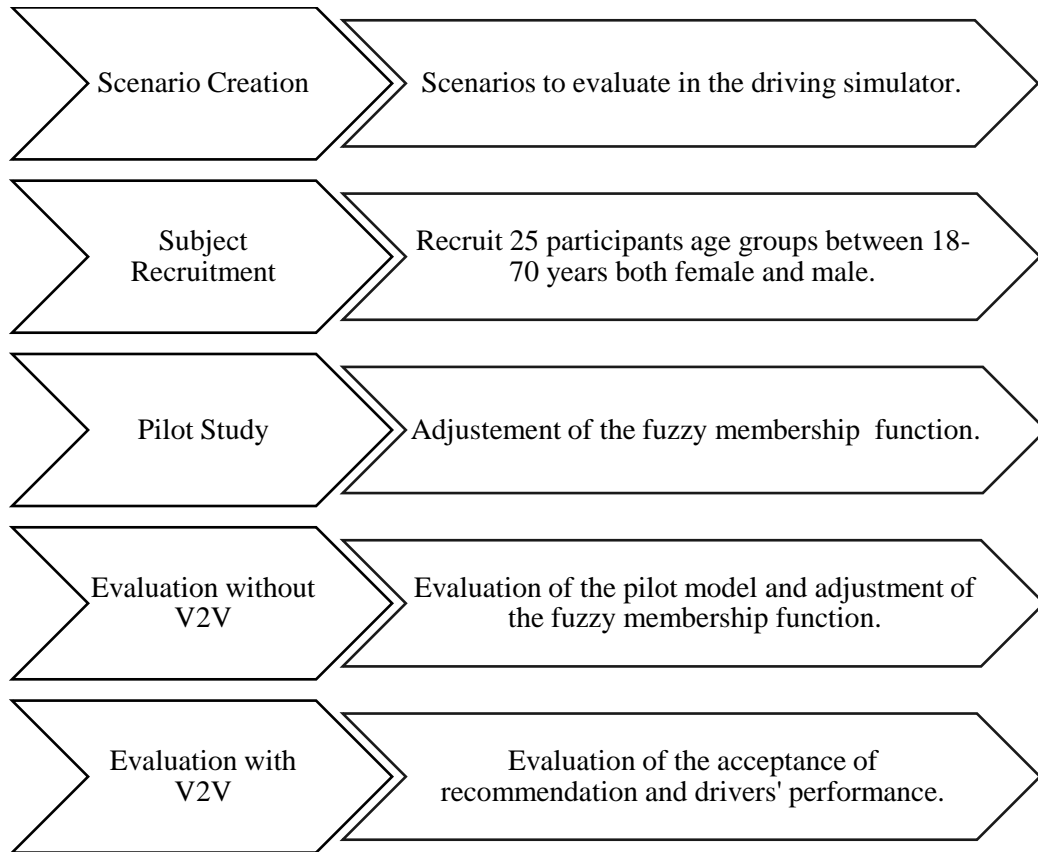 Scenario Creation
Scenarios to evaluate in the driving simulator.
Subject
Recruitment
Recruit 25 participants age groups between 18-
70 years both female and male.
Pilot Study
Adjustement of the fuzzy membership  function.
Evaluation without
V2V
Evaluation of the pilot model and adjustment of
the fuzzy membership function.
Evaluation with
V2V
Evaluation of the acceptance of
recommendation and drivers' performance.